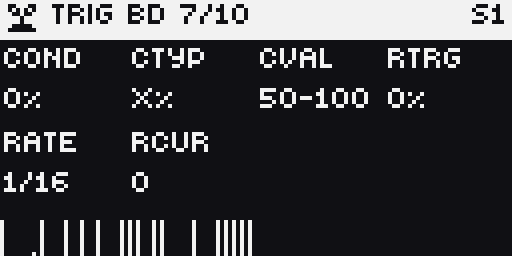 TRIG BD 7/10 S1
COND CTYP CVAL RTRG
0% X% 50-100 0%
RATE RCUR
1/16 0